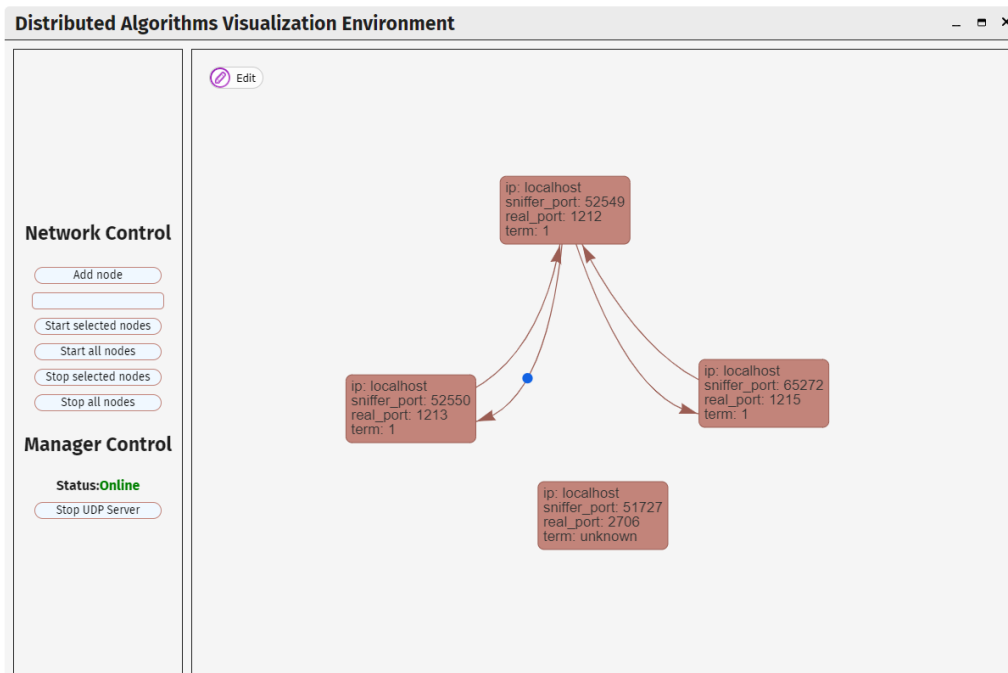 Distributed Algorithms Visualization Environment
Edit
Network Control
Add node
Start selected nodes
Start all nodes
Stop selected nodes
Stop all nodes
Manager Control
Status:Online
Stop UDP Server
ip: localhost
sniffer_port: 52549
real_port: 1212
term: 1
ip: localhost
sniffer_port: 52550
real_port: 1213
term: 1
ip: localhost
sniffer_port: 65272
real_port: 1215
term: 1
ip: localhost
sniffer_port: 51727
real_port: 2706
term: unknown